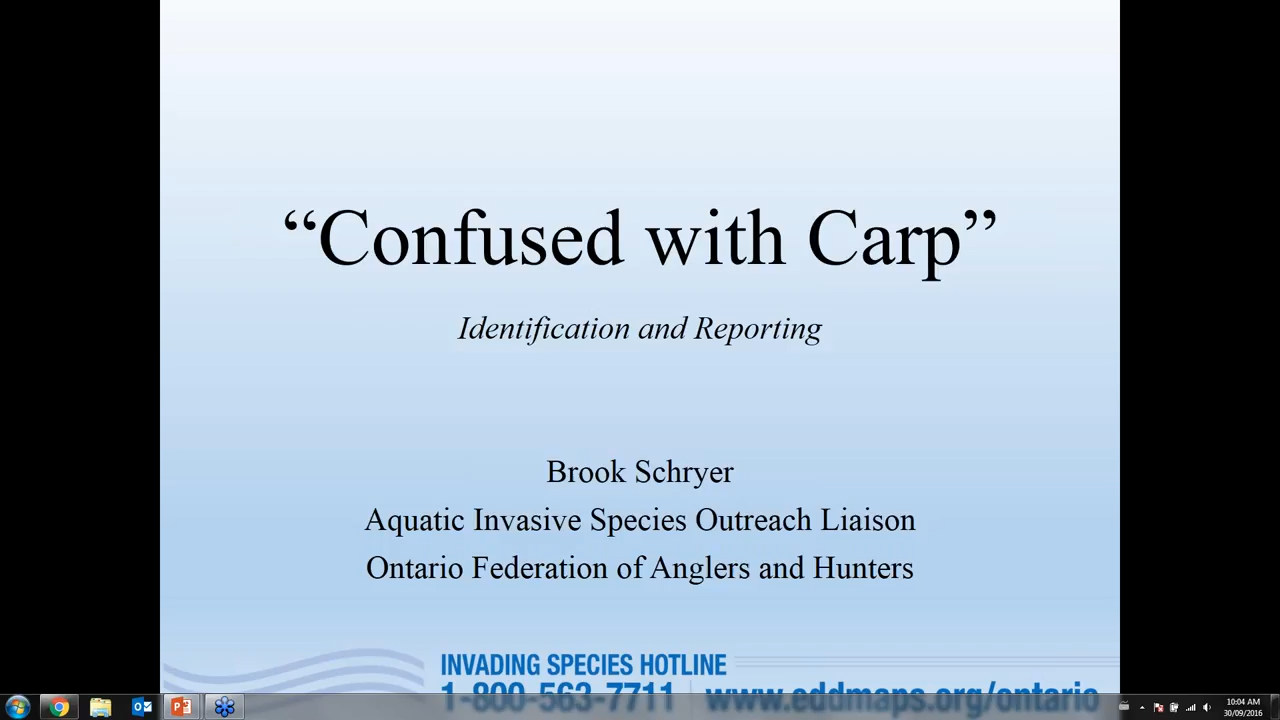 “Confused with Carp”
Identification and Reporting
Brook Schryer
Aquatic Invasive Species Outreach Liaison
Ontario Federation of Anglers and Hunters
INVADING SPECIES HOTLINE
1-800-563-7711 | www.eddmaps.org/ontario
10:04 AM
30/09/2016